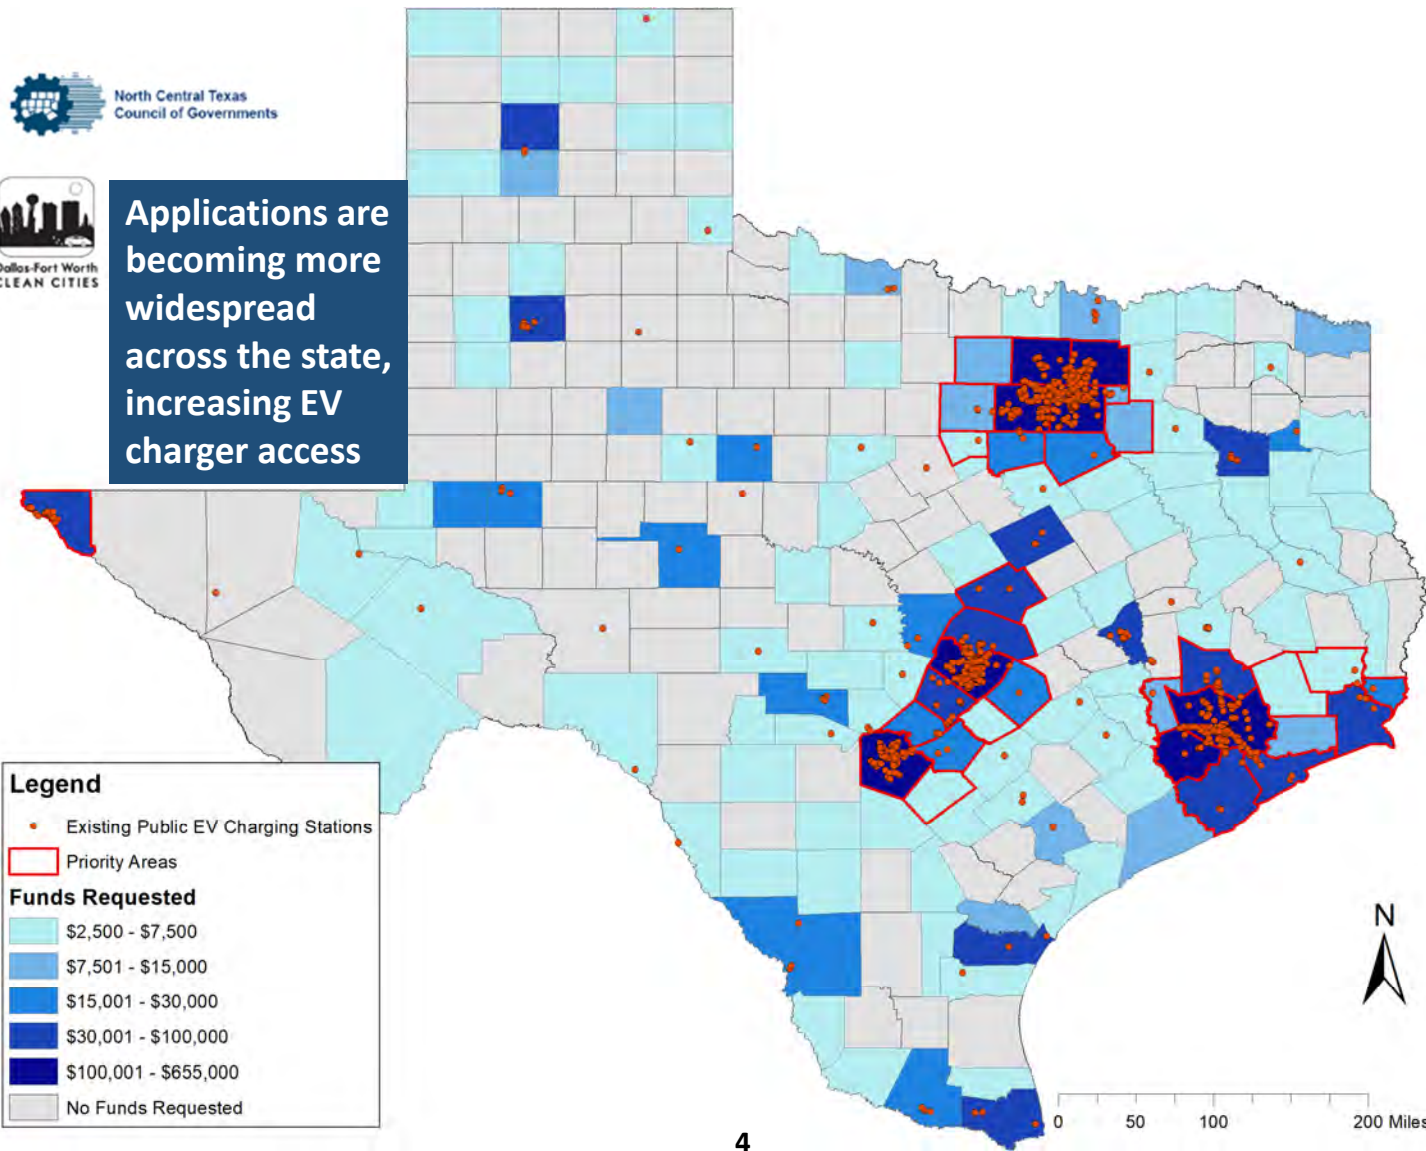 North Central Texas
Council of Governments
Dallas-Fort Worth
CLEAN CITIES
Applications are
becoming more
widespread
across the state,
increasing EV
charger access
Legend
Existing Public EV Charging Stations
Priority Areas
Funds Requested
$2,500 - $7,500
$7,501 - $15,000
$15,001 - $30,000
$30,001 - $100,000
$100,001 - $655,000
No Funds Requested
N
0 50 100 200 Miles
4